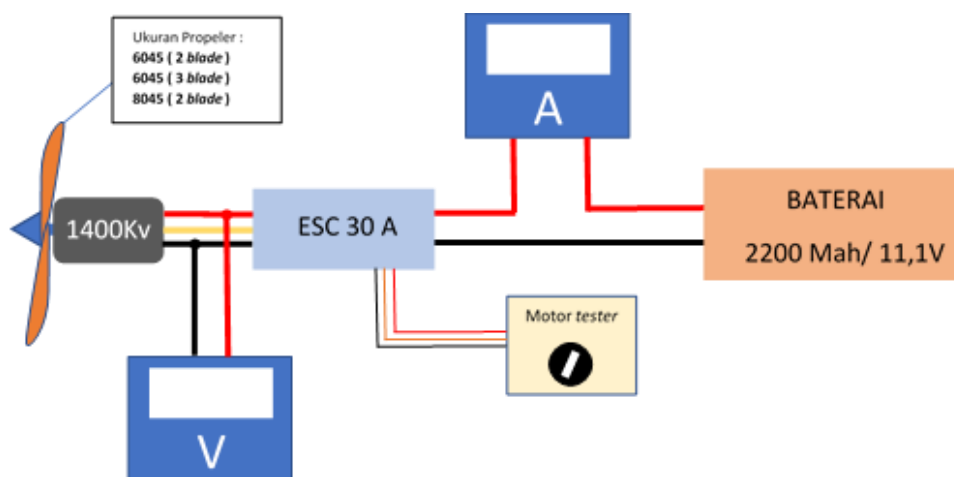 Ukuran Propeler :
6045 ( 2 blade )
6045 ( 3 blade )
8045 ( 2 blade )
A
1400Kv
ESC 30 A
BATERAI
2200 Mah/ 11,1V
Motor tester
V